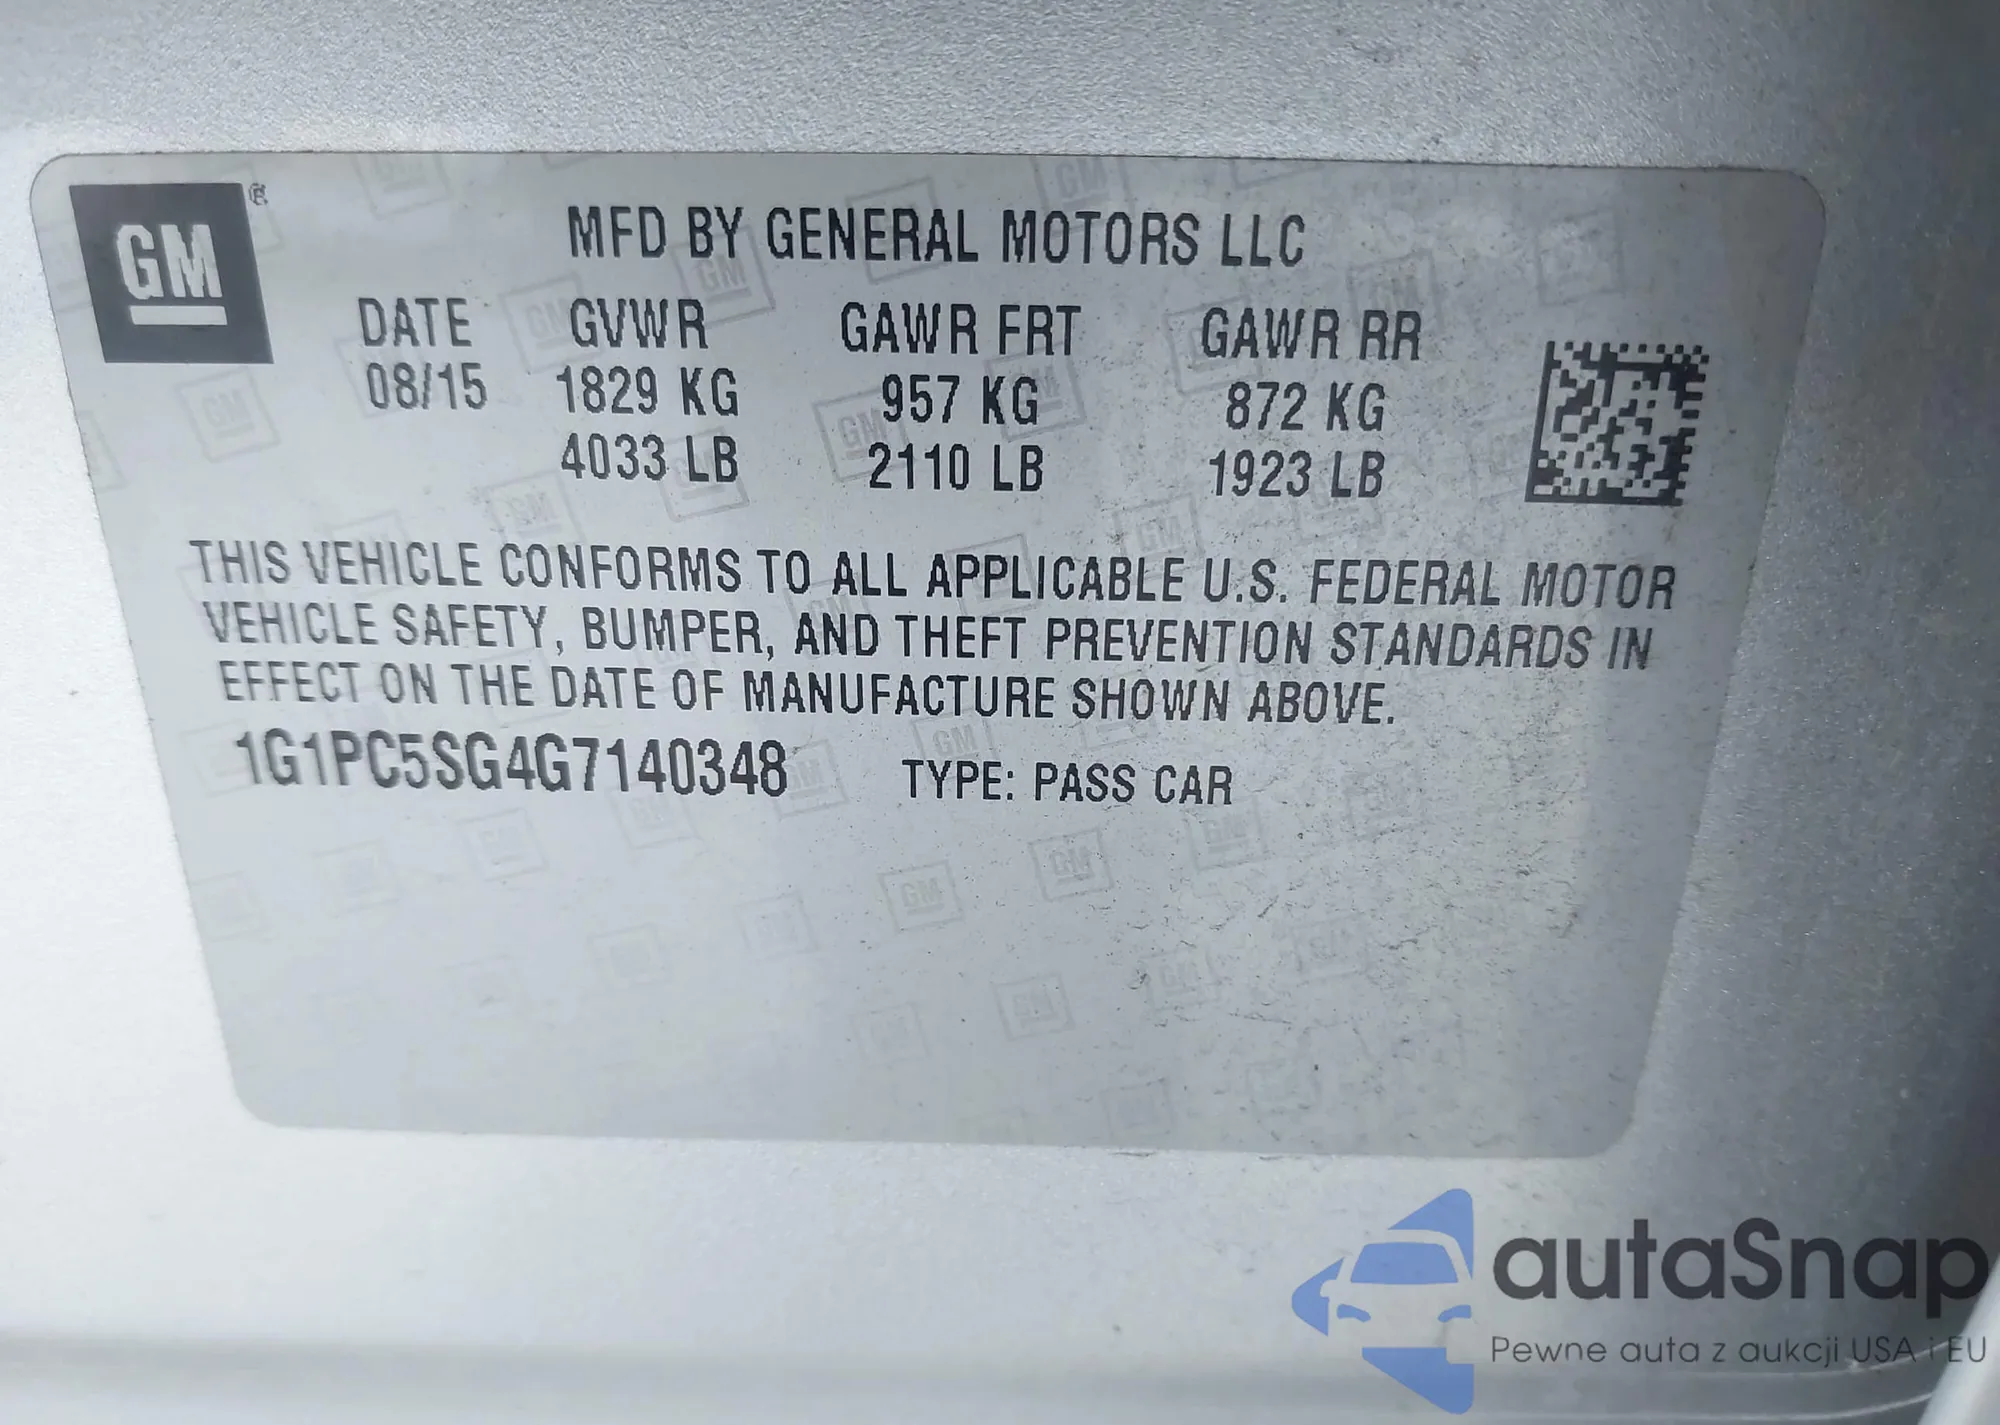 GM ®
MFD BY GENERAL MOTORS LLC
DATE GVWR GAWR FRT GAWR RR
08/15 1829 KG 957 KG 872 KG
4033 LB 2110 LB 1923 LB
THIS VEHICLE CONFORMS TO ALL APPLICABLE U.S. FEDERAL MOTOR
VEHICLE SAFETY, BUMPER, AND THEFT PREVENTION STANDARDS IN
EFFECT ON THE DATE OF MANUFACTURE SHOWN ABOVE.
1G1PC5SG4G7140348 TYPE: PASS CAR
autaSnap
Pewne auta z aukcji USA i EU